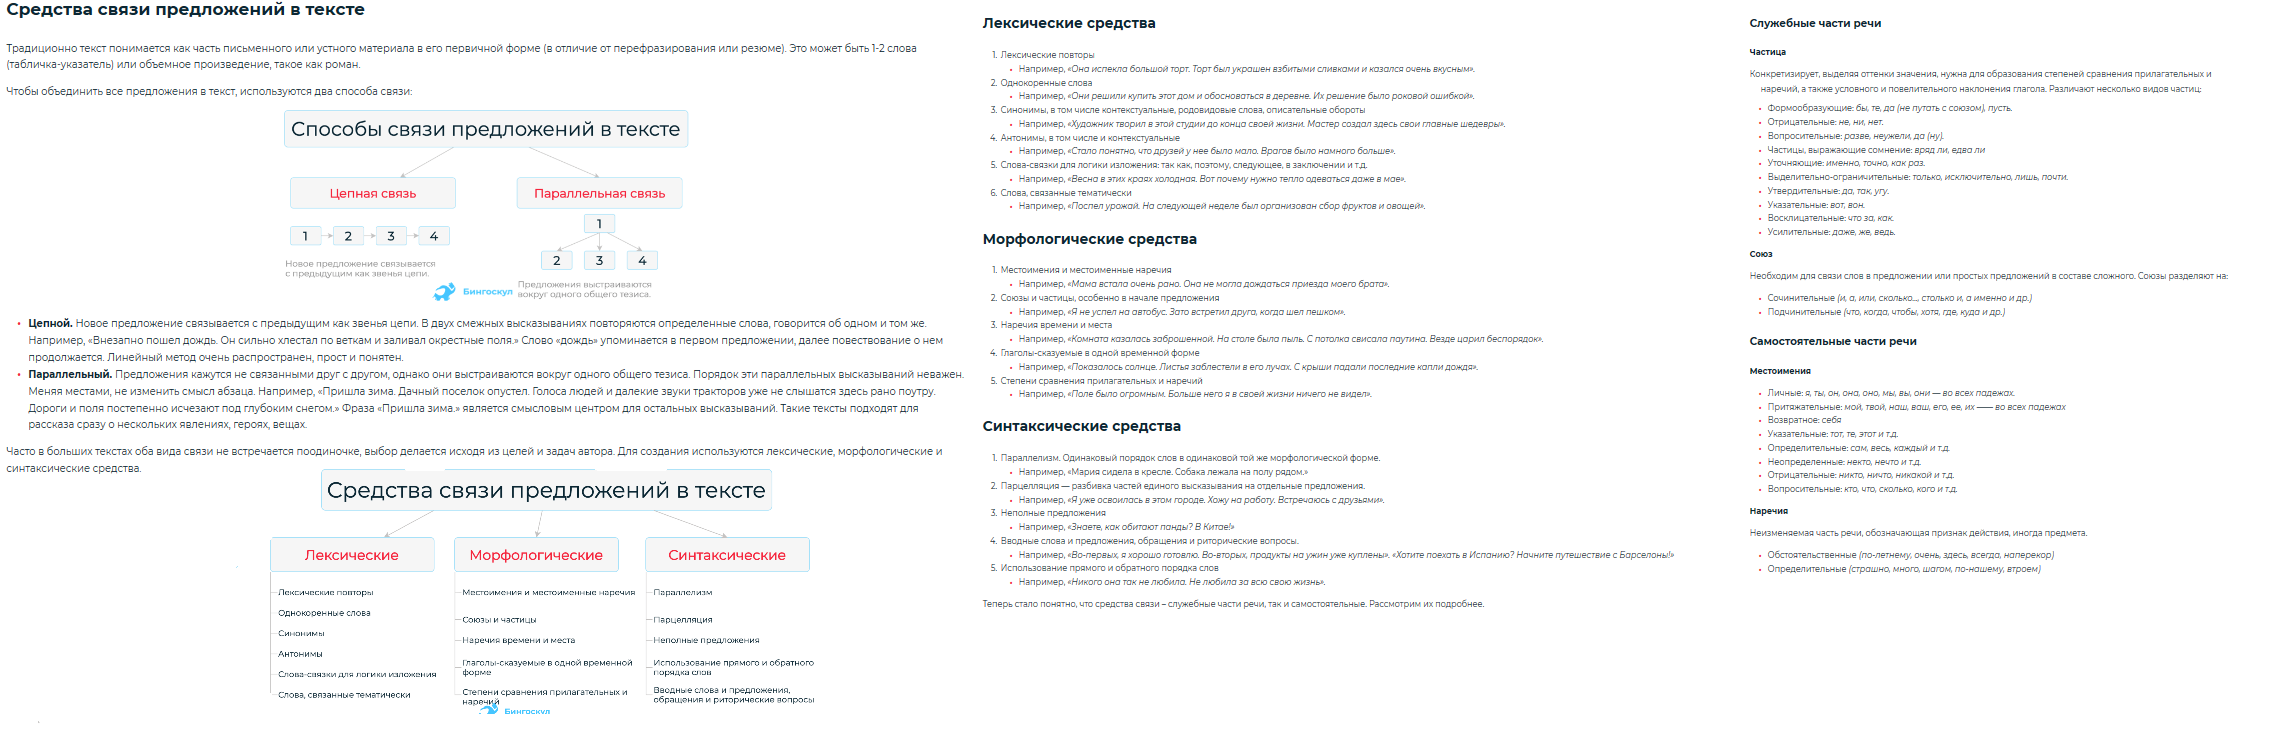 Средства связи предложений в тексте
Традиционно текст понимается как часть письменного или устного материала в его первичной форме (в отличие от перефразирования или резюме). Это может быть 1-2 слова
(табличка-указатель) или объемное произведение, такое как роман.
Чтобы объединить все предложения в текст, используются два способа связи:
Способы связи предложений в тексте
Цепная связь
Параллельная связь
1
1 2 3 4
2 3 4
Новое предложение связывается
с предыдущим как звенья цепи.
Бингоскул
Предложения выстраиваются
вокруг одного общего тезиса.
• Цепной. Новое предложение связывается с предыдущим как звенья цепи. В двух смежных высказываниях повторяются определенные слова, говорится об одном и том же.
Например, «Внезапно пошел дождь. Он сильно хлестал по веткам и заливал окрестные поля.» Слово «дождь» упоминается в первом предложении, далее повествование о нем
продолжается. Линейный метод очень распространен, прост и понятен.
• Параллельный. Предложения кажутся не связанными друг с другом, однако они выстраиваются вокруг одного общего тезиса. Порядок эти параллельных высказываний неважен.
Меняя местами, не изменить смысл абзаца. Например, «Пришла зима. Дачный поселок опустел. Голоса людей и далекие звуки тракторов уже не слышатся здесь рано поутру.
Дороги и поля постепенно исчезают под глубоким снегом.» Фраза «Пришла зима.» является смысловым центром для остальных высказываний. Такие тексты подходят для
рассказа сразу о нескольких явлениях, героях, вещах.
Часто в больших текстах оба вида связи не встречается поодиночке, выбор делается исходя из целей и задач автора. Для создания используются лексические, морфологические и
синтаксические средства.
Средства связи предложений в тексте
Лексические
Лексические повторы
Однокоренные слова
Синонимы
Антонимы
Слова-связки для логики изложения
Слова, связанные тематически
Морфологические
Местоимения и местоименные наречия
Союзы и частицы
Наречия времени и места
Глаголы-сказуемые в одной временной
форме
Степени сравнения прилагательных и
наречий
Синтаксические
Параллелизм
Парцелляция
Неполные предложения
Использование прямого и обратного
порядка слов
Вводные слова и предложения,
обращения и риторические вопросы
Бингоскул
Лексические средства
1. Лексические повторы
• Например, «Она испекла большой торт. Торт был украшен взбитыми сливками и казался очень вкусным».
2. Однокоренные слова
• Например, «Они решили купить этот дом и обосноваться в деревне. Их решение было роковой ошибкой».
3. Синонимы, в том числе контекстуальные, родовидовые слова, описательные обороты
• Например, «Художник творил в этой студии до конца своей жизни. Мастер создал здесь свои главные шедевры».
4. Антонимы, в том числе и контекстуальные
• Например, «Стало понятно, что друзей у нее было мало. Врагов было намного больше».
5. Слова-связки для логики изложения: так как, поэтому, следующее, в заключении и т.д.
• Например, «Весна в этих краях холодная. Вот почему нужно тепло одеваться даже в мае».
6. Слова, связанные тематически
• Например, «Поспел урожай. На следующей неделе был организован сбор фруктов и овощей».
Морфологические средства
1. Местоимения и местоименные наречия
• Например, «Мама встала очень рано. Она не могла дождаться приезда моего брата».
2. Союзы и частицы, особенно в начале предложения
• Например, «Я не успел на автобус. Зато встретил друга, когда шел пешком».
3. Наречия времени и места
• Например, «Комната казалась заброшенной. На столе была пыль. С потолка свисала паутина. Везде царил беспорядок».
4. Глаголы-сказуемые в одной временной форме
• Например, «Показалось солнце. Листья заблестели в его лучах. С крыши падали последние капли дождя».
5. Степени сравнения прилагательных и наречий
• Например, «Поле было огромным. Больше него я в своей жизни ничего не видел».
Синтаксические средства
1. Параллелизм. Одинаковый порядок слов в одинаковой той же морфологической форме.
• Например, «Мария сидела в кресле. Собака лежала на полу рядом.»
2. Парцелляция — разбивка частей единого высказывания на отдельные предложения.
• Например, «Я уже освоилась в этом городе. Хожу на работу. Встречаюсь с друзьями».
3. Неполные предложения
• Например, «Знаете, как обитают панды? В Китае!»
4. Вводные слова и предложения, обращения и риторические вопросы.
• Например, «Во-первых, я хорошо готовлю. Во-вторых, продукты на ужин уже куплены». «Хотите поехать в Испанию? Начните путешествие с Барселоны!»
5. Использование прямого и обратного порядка слов
• Например, «Никого она так не любила. Не любила за всю свою жизнь».
Теперь стало понятно, что средства связи – служебные части речи, так и самостоятельные. Рассмотрим их подробнее.
Служебные части речи
Частица
Конкретизирует, выделяя оттенки значения, нужна для образования степеней сравнения прилагательных и
наречий, а также условного и повелительного наклонения глагола. Различают несколько видов частиц:
• Формообразующие: бы, те, да (не путать с союзом), пусть.
• Отрицательные: не, ни, нет.
• Вопросительные: разве, неужели, да (ну).
• Частицы, выражающие сомнение: вряд ли, едва ли
• Уточняющие: именно, точно, как раз.
• Выделительно-ограничительные: только, исключительно, лишь, почти.
• Утвердительные: да, так, угу.
• Указательные: вот, вон.
• Восклицательные: что за, как.
• Усилительные: даже, же, ведь.
Союз
Необходим для связи слов в предложении или простых предложений в составе сложного. Союзы разделяют на:
• Сочинительные (и, а, или, сколько..., столько и, а именно и др.)
• Подчинительные (что, когда, чтобы, хотя, где, куда и др.)
Самостоятельные части речи
Местоимения
• Личные: я, ты, он, она, оно, мы, вы, они — во всех падежах.
• Притяжательные: мой, твой, наш, ваш, его, ее, их —— во всех падежах
• Возвратное: себя
• Указательные: тот, те, этот и т.д.
• Определительные: сам, весь, каждый и т.д.
• Неопределенные: некто, нечто и т.д.
• Отрицательные: никто, ничто, никакой и т.д.
• Вопросительные: кто, что, сколько, кого и т.д.
Наречия
Неизменяемая часть речи, обозначающая признак действия, иногда предмета.
• Обстоятельственные (по-летнему, очень, здесь, всегда, наперекор)
• Определительные (страшно, много, шагом, по-нашему, втроем)